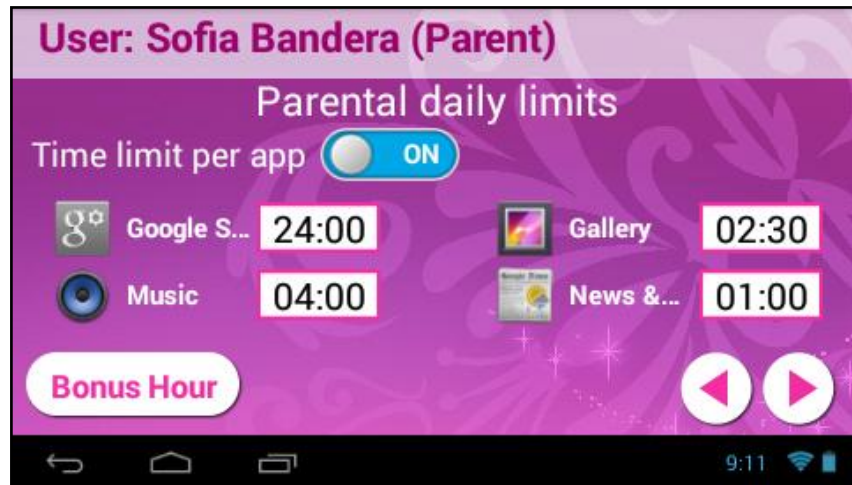 User: Sofia Bandera (Parent)
Parental daily limits
Time limit per app ON
Google S... 24:00 Gallery 02:30
Music 04:00 News &... 01:00
Bonus Hour
9:11